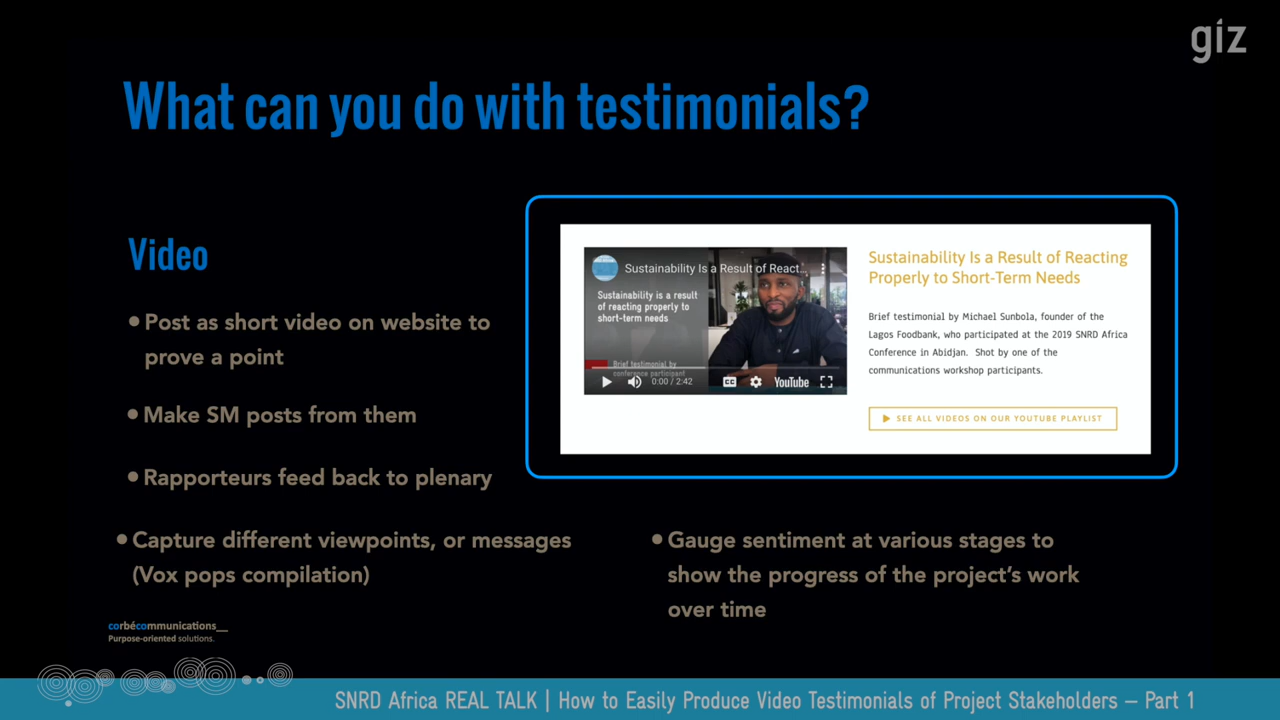 giz
What can you do with testimonials?
Video
•Post as short video on website to
prove a point
•Make SM posts from them
•Rapporteurs feed back to plenary
•Capture different viewpoints, or messages
(Vox pops compilation)
Sustainability Is a Result of React...
Sustainability is a result
of reacting properly to
short-term needs
Brief testimonial by
conference participant
0:00 / 2:42
CC
YouTube
Sustainability Is a Result of Reacting
Properly to Short-Term Needs
Brief testimonial by Michael Sunbola, founder of the
Lagos Foodbank, who participated at the 2019 SNRD Africa
Conference in Abidjan. Shot by one of the
communications workshop participants.
SEE ALL VIDEOS ON OUR YOUTUBE PLAYLIST
•Gauge sentiment at various stages to
show the progress of the project's work
over time
corbécommunications__
Purpose-oriented solutions.
SNRD Africa REAL TALK | How to Easily Produce Video Testimonials of Project Stakeholders – Part 1